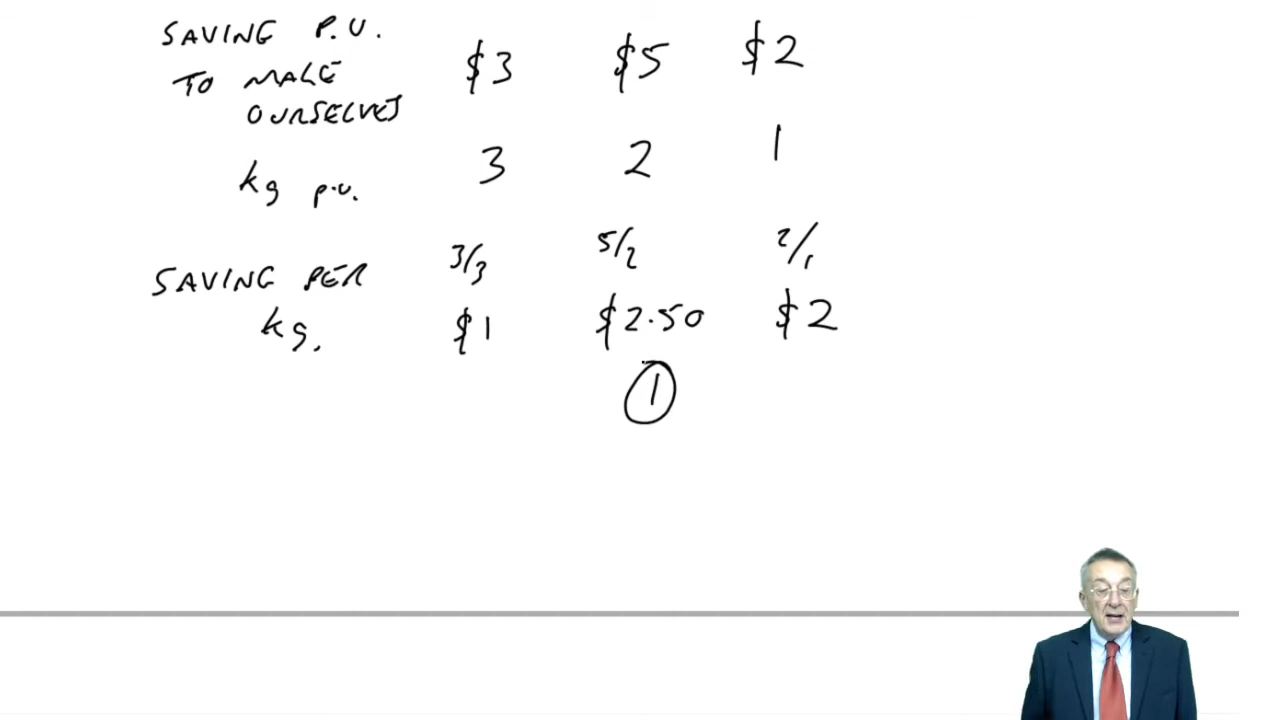 SAVING P.U.
TO MAKE $3 $5 $2
OURSELVES
kg p.u. 3 2 1
3/3 5/2 2/1
SAVING PER
kg. $1 $2.50 $2
1